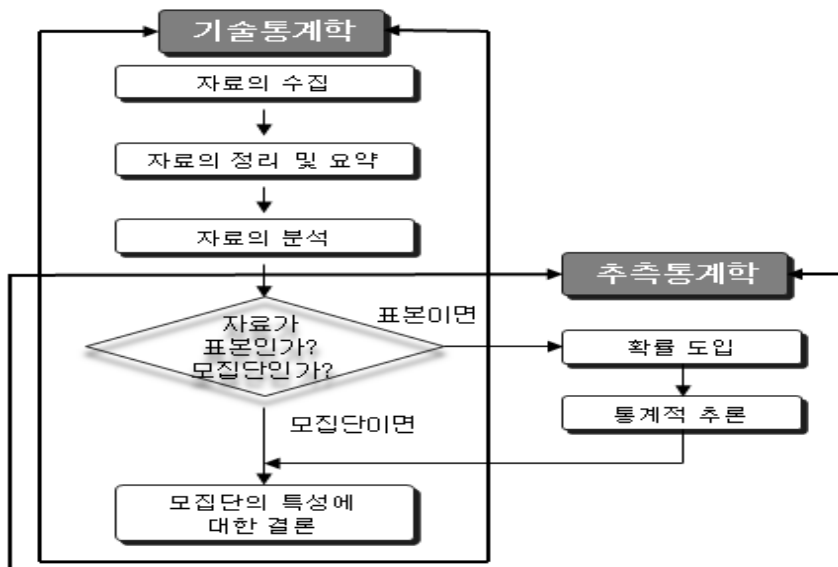 기술통계학
자료의 수집
자료의 정리 및 요약
자료의 분석
추측통계학
자료가
표본인가?
모집단인가?
표본이면
확률 도입
통계적 추론
모집단이면
모집단의 특성에
대한 결론